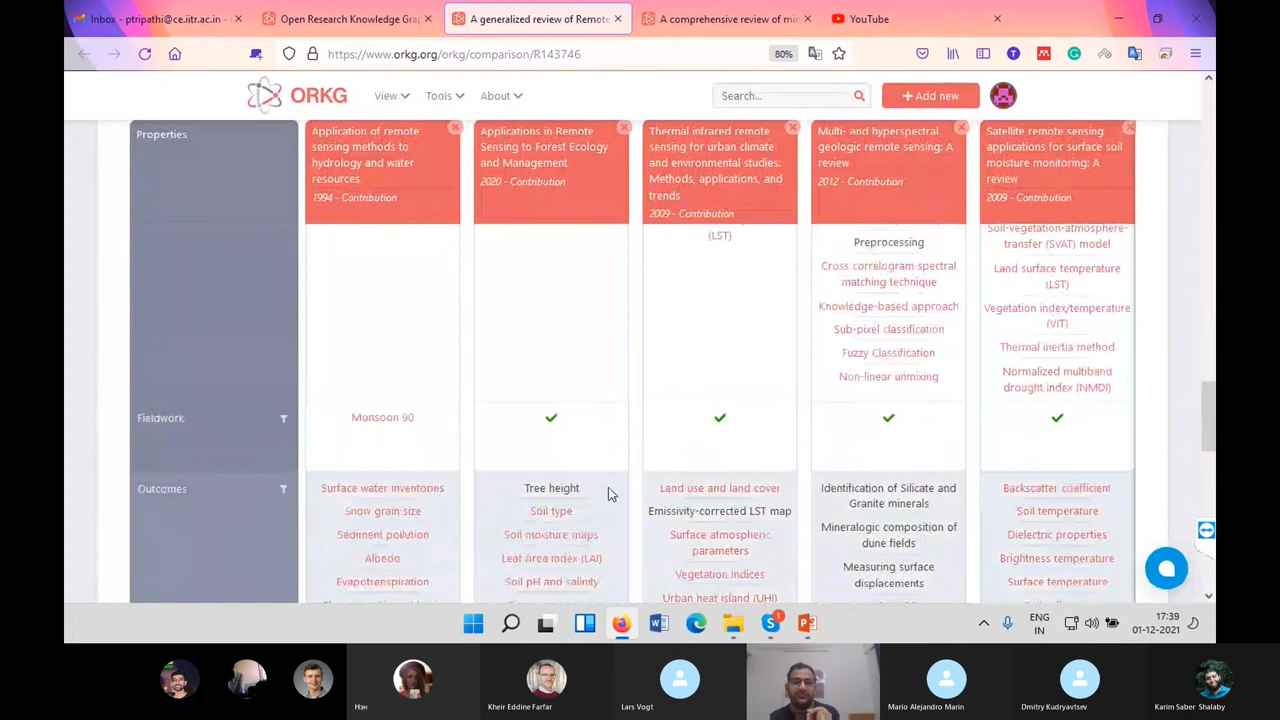 Inbox - ptripathi@ce.iitr.ac.in -
Open Research Knowledge Gra
A generalized review of Remote
A comprehensive review of min
YouTube
https://www.orkg.org/orkg/comparison/R143746
80%
ORKG
View
Tools
About
Search...
Add new
Properties
Application of remote
sensing methods to
hydrology and water
resources
1994 - Contribution
Applications in Remote
Sensing to Forest Ecology
and Management
2020 - Contribution
Thermal infrared remote
sensing for urban climate
and environmental studies:
Methods, applications, and
trends
2009 - Contribution
Multi- and hyperspectral
geologic remote sensing: A
review
2012 - Contribution
Satellite remote sensing
applications for surface soil
moisture monitoring: A
review
2009 - Contribution
(LST)
Preprocessing
Cross correlogram spectral
matching technique
Knowledge-based approach
Sub-pixel classification
Fuzzy Classification
Non-linear unmixing
Soil-vegetation-atmosphere-
transfer (SVAT) model
Land surface temperature
(LST)
Vegetation index/temperature
(VIT)
Thermal inertia method
Normalized multiband
drought index (NMDI)
Fieldwork
Monsoon 90
Outcomes
Surface water inventories
Snow grain size
Sediment pollution
Albedo
Evapotranspiration
Tree height
Soil type
Soil moisture maps
Leaf Area index (LAI)
Soil pH and salinity
Land use and land cover
Emissivity-corrected LST map
Surface atmospheric
parameters
Vegetation indices
Urban heat island (UHI)
Identification of Silicate and
Granite minerals
Mineralogic composition of
dune fields
Measuring surface
displacements
Backscatter coefficient
Soil temperature
Dielectric properties
Brightness temperature
Surface temperature
ENG
IN
17:39
01-12-2021
Нэн
Kheir Eddine Farfar
Lars Vogt
Mario Alejandro Marin
Dmitry Kudryavtsev
Karim Saber Shalaby